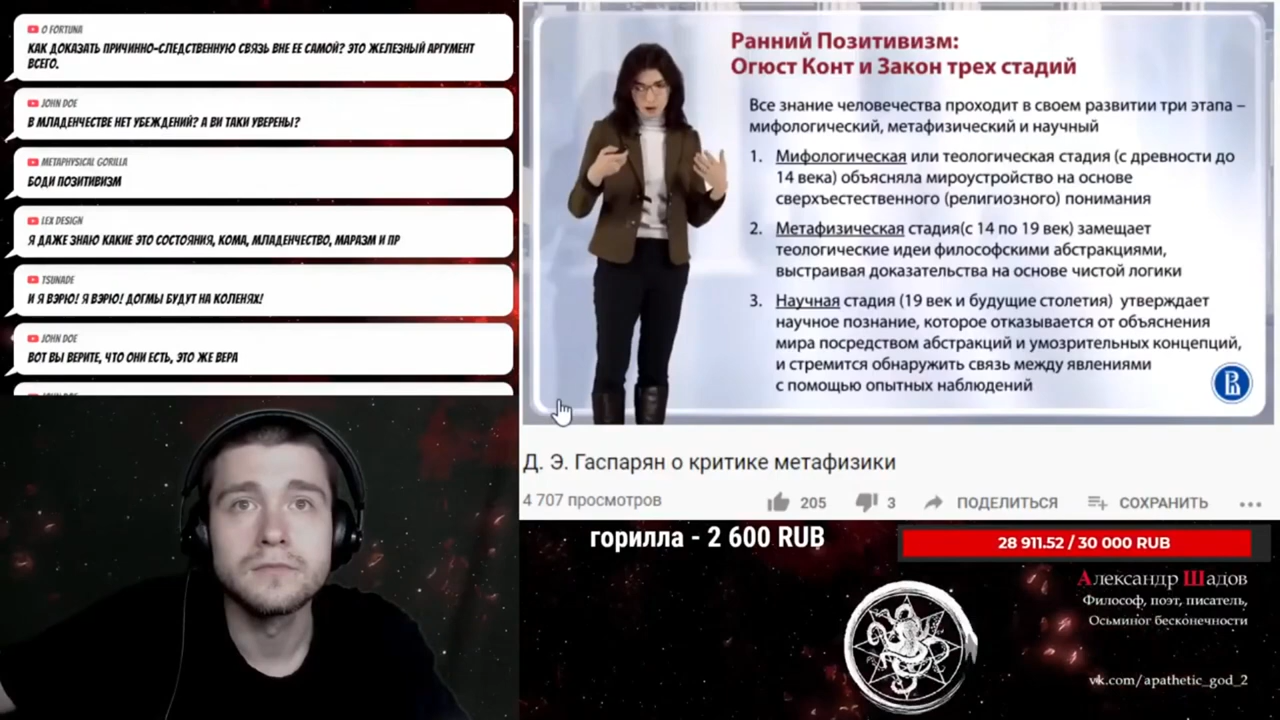 O FORTUNA
КАК ДОКАЗАТЬ ПРИЧИННО-СЛЕДСТВЕННУЮ СВЯЗЬ ВНЕ ЕЕ САМОЙ? ЭТО ЖЕЛЕЗНЫЙ АРГУМЕНТ
ВСЕГО.
JOHN DOE
В МЛАДЕНЧЕСТВЕ НЕТ УБЕЖДЕНИЙ? А ВИ ТАКИ УВЕРЕНЫ?
METAPHYSICAL GORILLA
БОДИ ПОЗИТИВИЗМ
LEX DESIGN
Я ДАЖЕ ЗНАЮ КАКИЕ ЭТО СОСТОЯНИЯ, КОМА, МЛАДЕНЧЕСТВО, МАРАЗМ И ПР
TSUNADE
И Я ВЭРЮ! Я ВЭРЮ! ДОГМЫ БУДУТ НА КОЛЕНЯХ!
JOHN DOE
ВОТ ВЫ ВЕРИТЕ, ЧТО ОНИ ЕСТЬ, ЭТО ЖЕ ВЕРА
Ранний Позитивизм:
Огюст Конт и Закон трех стадий
Все знание человечества проходит в своем развитии три этапа –
мифологический, метафизический и научный
1. Мифологическая или теологическая стадия (с древности до
14 века) объясняла мироустройство на основе
сверхъестественного (религиозного) понимания
2. Метафизическая стадия(с 14 по 19 век) замещает
теологические идеи философскими абстракциями,
выстраивая доказательства на основе чистой логики
3. Научная стадия (19 век и будущие столетия) утверждает
научное познание, которое отказывается от объяснения
мира посредством абстракций и умозрительных концепций,
и стремится обнаружить связь между явлениями
с помощью опытных наблюдений
Д. Э. Гаспарян о критике метафизики
4 707 просмотров
205
3
ПОДЕЛИТЬСЯ
СОХРАНИТЬ
горилла - 2 600 RUB
28 911.52 / 30 000 RUB
Александр Шадов
Философ, поэт, писатель,
Осьминог бесконечности
vk.com/apathetic_god_2